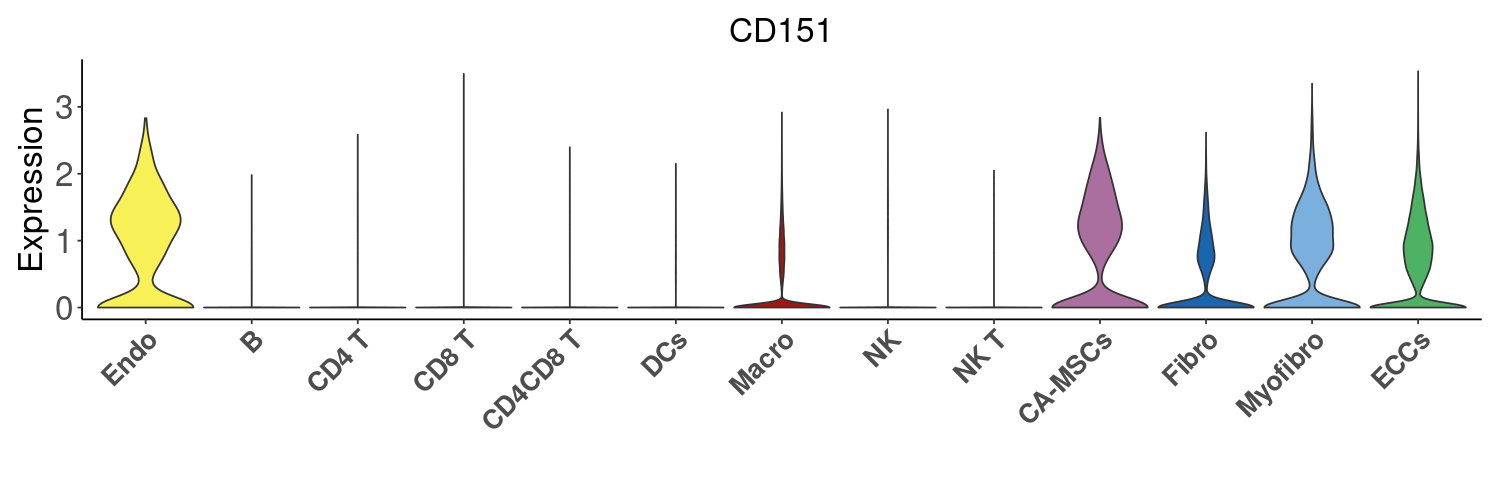 CD151
Expression
3
2
1
0
Endo
B
CD4 T
CD8 T
CD4CD8 T
DCs
Macro
NK
NK T
CA-MSCs
Fibro
Myofibro
ECCs